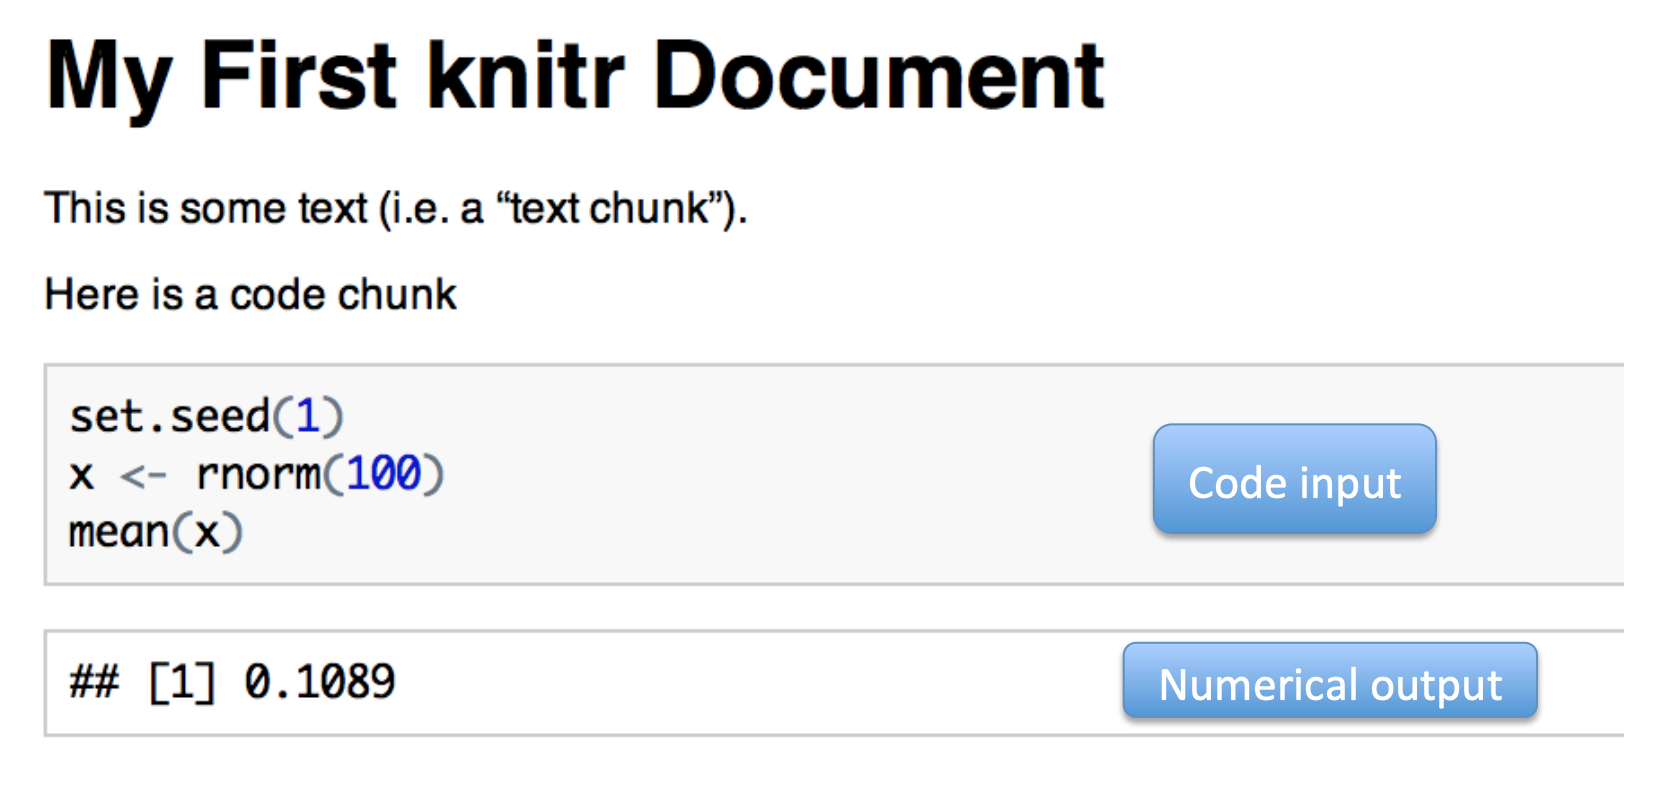 My First knitr Document
This is some text (i.e. a “text chunk”).
Here is a code chunk
set.seed(1)
x <- rnorm(100)
mean(x)
Code input
## [1] 0.1089
Numerical output